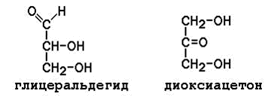 O H
C
CH-OH
CH₂-OH
глицеральдегид
CH₂-OH
C=O
CH₂-OH
диоксиацетон